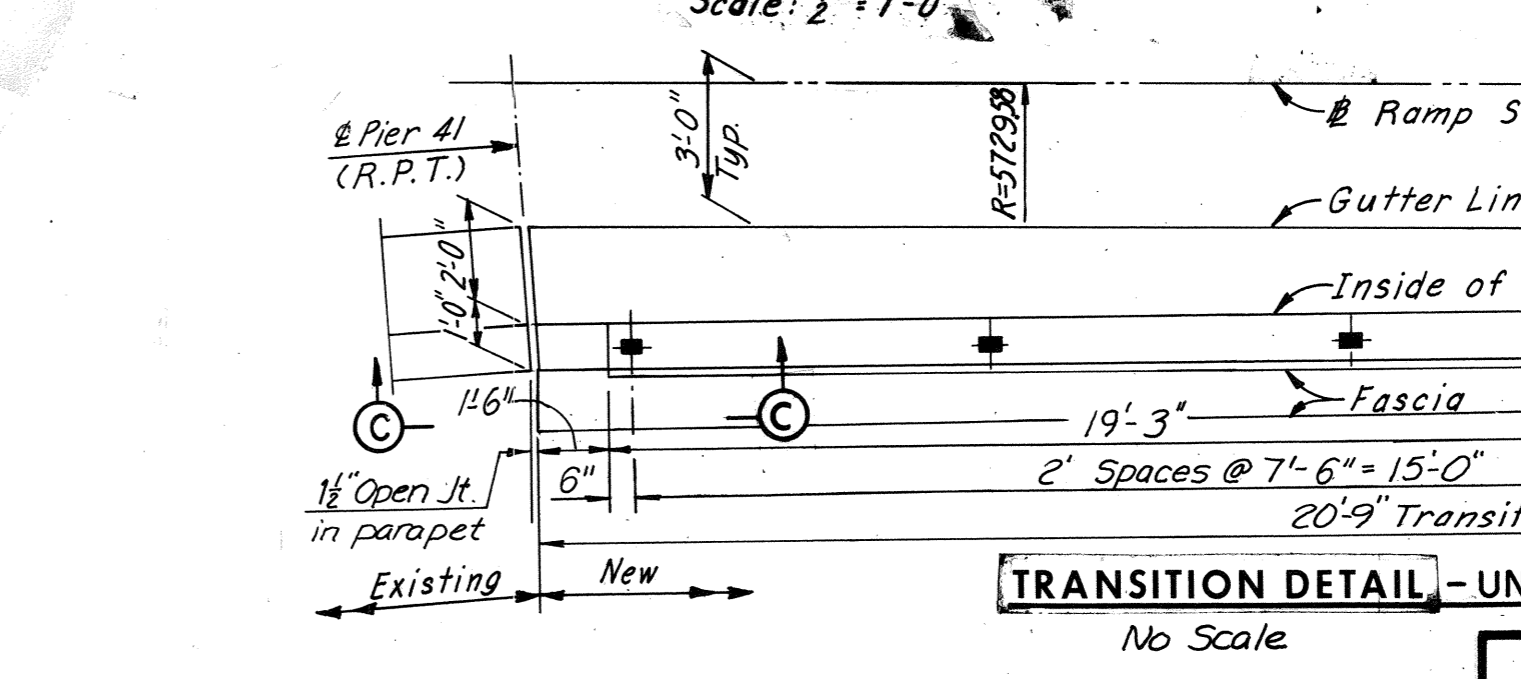 Scale: 1/2" = 1'-0"
℄ Pier 41
(R.P.T.)
3'-0"
Typ.
R=5729.58
Ramp S
Gutter Lin
2'-0"
1'-0"
Inside of
C
1'-6"
C
Fascia
19'-3"
1½" Open Jt.
in parapet
6"
2' Spaces @ 7'-6" = 15'-0"
20'-9" Transit
Existing
New
TRANSITION DETAIL - UN
No Scale